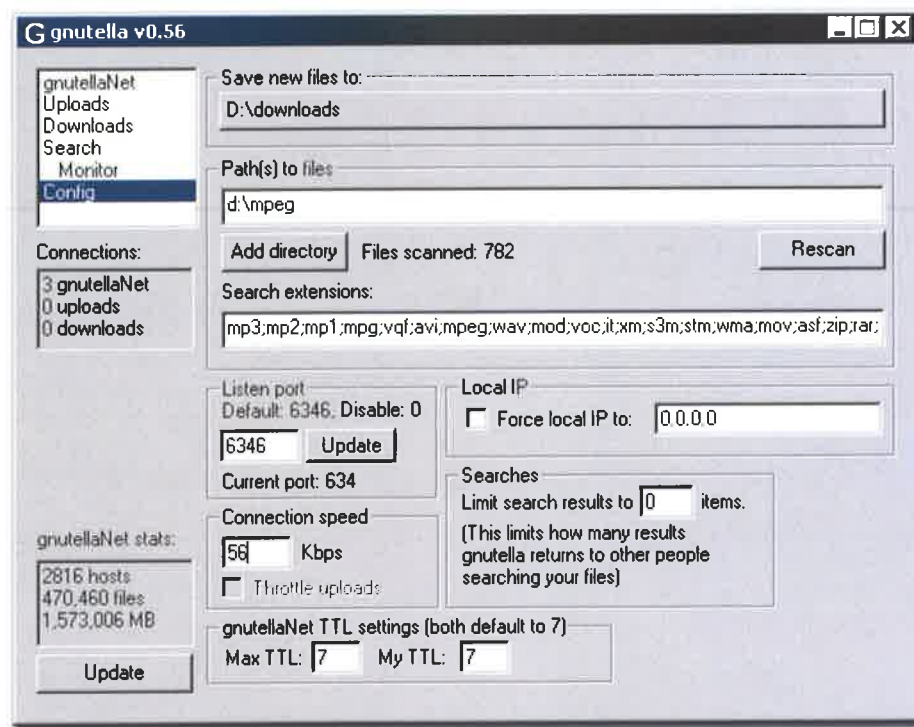 G gnutella v0.56
gnutellaNet
Uploads
Downloads
Search
Monitor
Config
Connections:
3 gnutellaNet
0 uploads
0 downloads
gnutellaNet stats:
2816 hosts
470,460 files
1,573,006 MB
Update
Save new files to:
D:\downloads
Path(s) to files
d:\mpeg
Add directory
Files scanned: 782
Rescan
Search extensions:
mp3;mp2;mp1;mpg;vqf;avi;mpeg;wav;mod;voc;it;xm;s3m;stm;wma;mov;asf;zip;rar;
Listen port
Default: 6346, Disable: 0
6346 Update
Current port: 634
Local IP
Force local IP to: 0.0.0.0
Connection speed
56 Kbps
Throttle uploads
Searches
Limit search results to 0 items.
(This limits how many results
gnutella returns to other people
searching your files)
gnutellaNet TTL settings (both default to 7)
Max TTL: 7 My TTL: 7